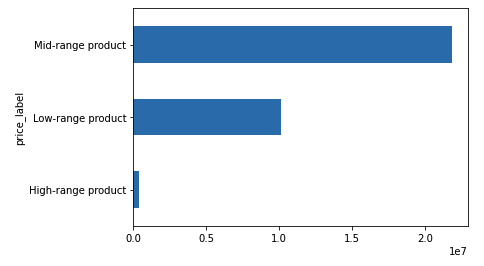 Mid-range product
Low-range product
High-range product
price_label
0.0 0.5 1.0 1.5 2.0
1e7